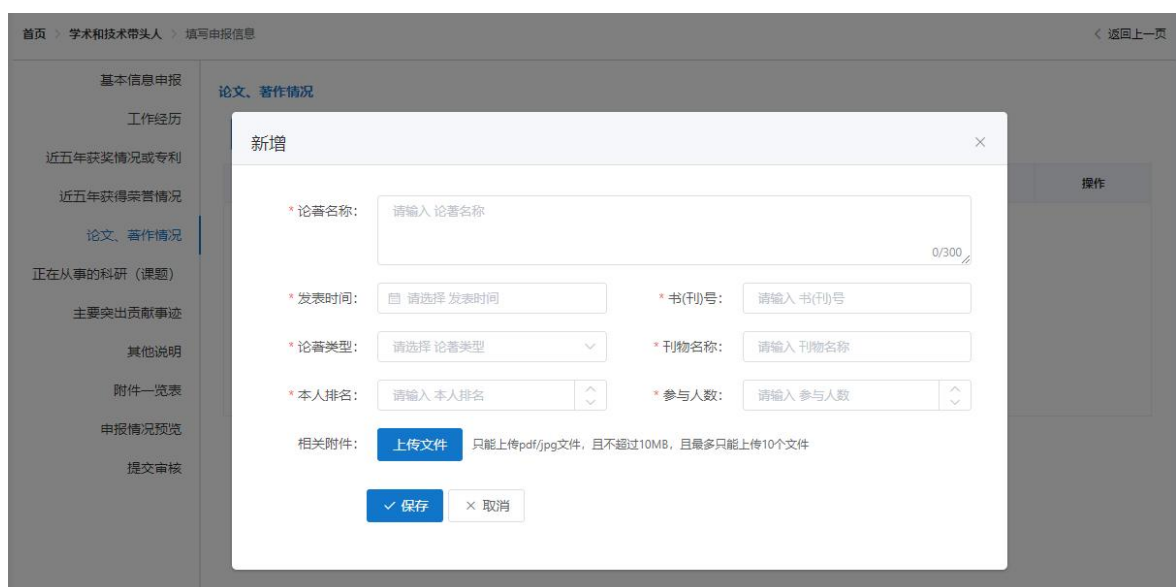 首页 > 学术和技术带头人 > 填写申报信息
< 返回上一页
基本信息申报
工作经历
近五年获奖情况或专利
近五年获得荣誉情况
论文、著作情况
正在从事的科研（课题）
主要突出贡献事迹
其他说明
附件一览表
申报情况预览
提交审核
论文、著作情况
操作
新增 ×
* 论著名称： 请输入 论著名称
0/300
* 发表时间： 请选择 发表时间 * 书(刊)号： 请输入 书(刊)号
* 论著类型： 请选择 论著类型 * 刊物名称： 请输入 刊物名称
* 本人排名： 请输入 本人排名 * 参与人数： 请输入 参与人数
相关附件： 上传文件 只能上传pdf/jpg文件，且不超过10MB，且最多只能上传10个文件
✓ 保存 × 取消